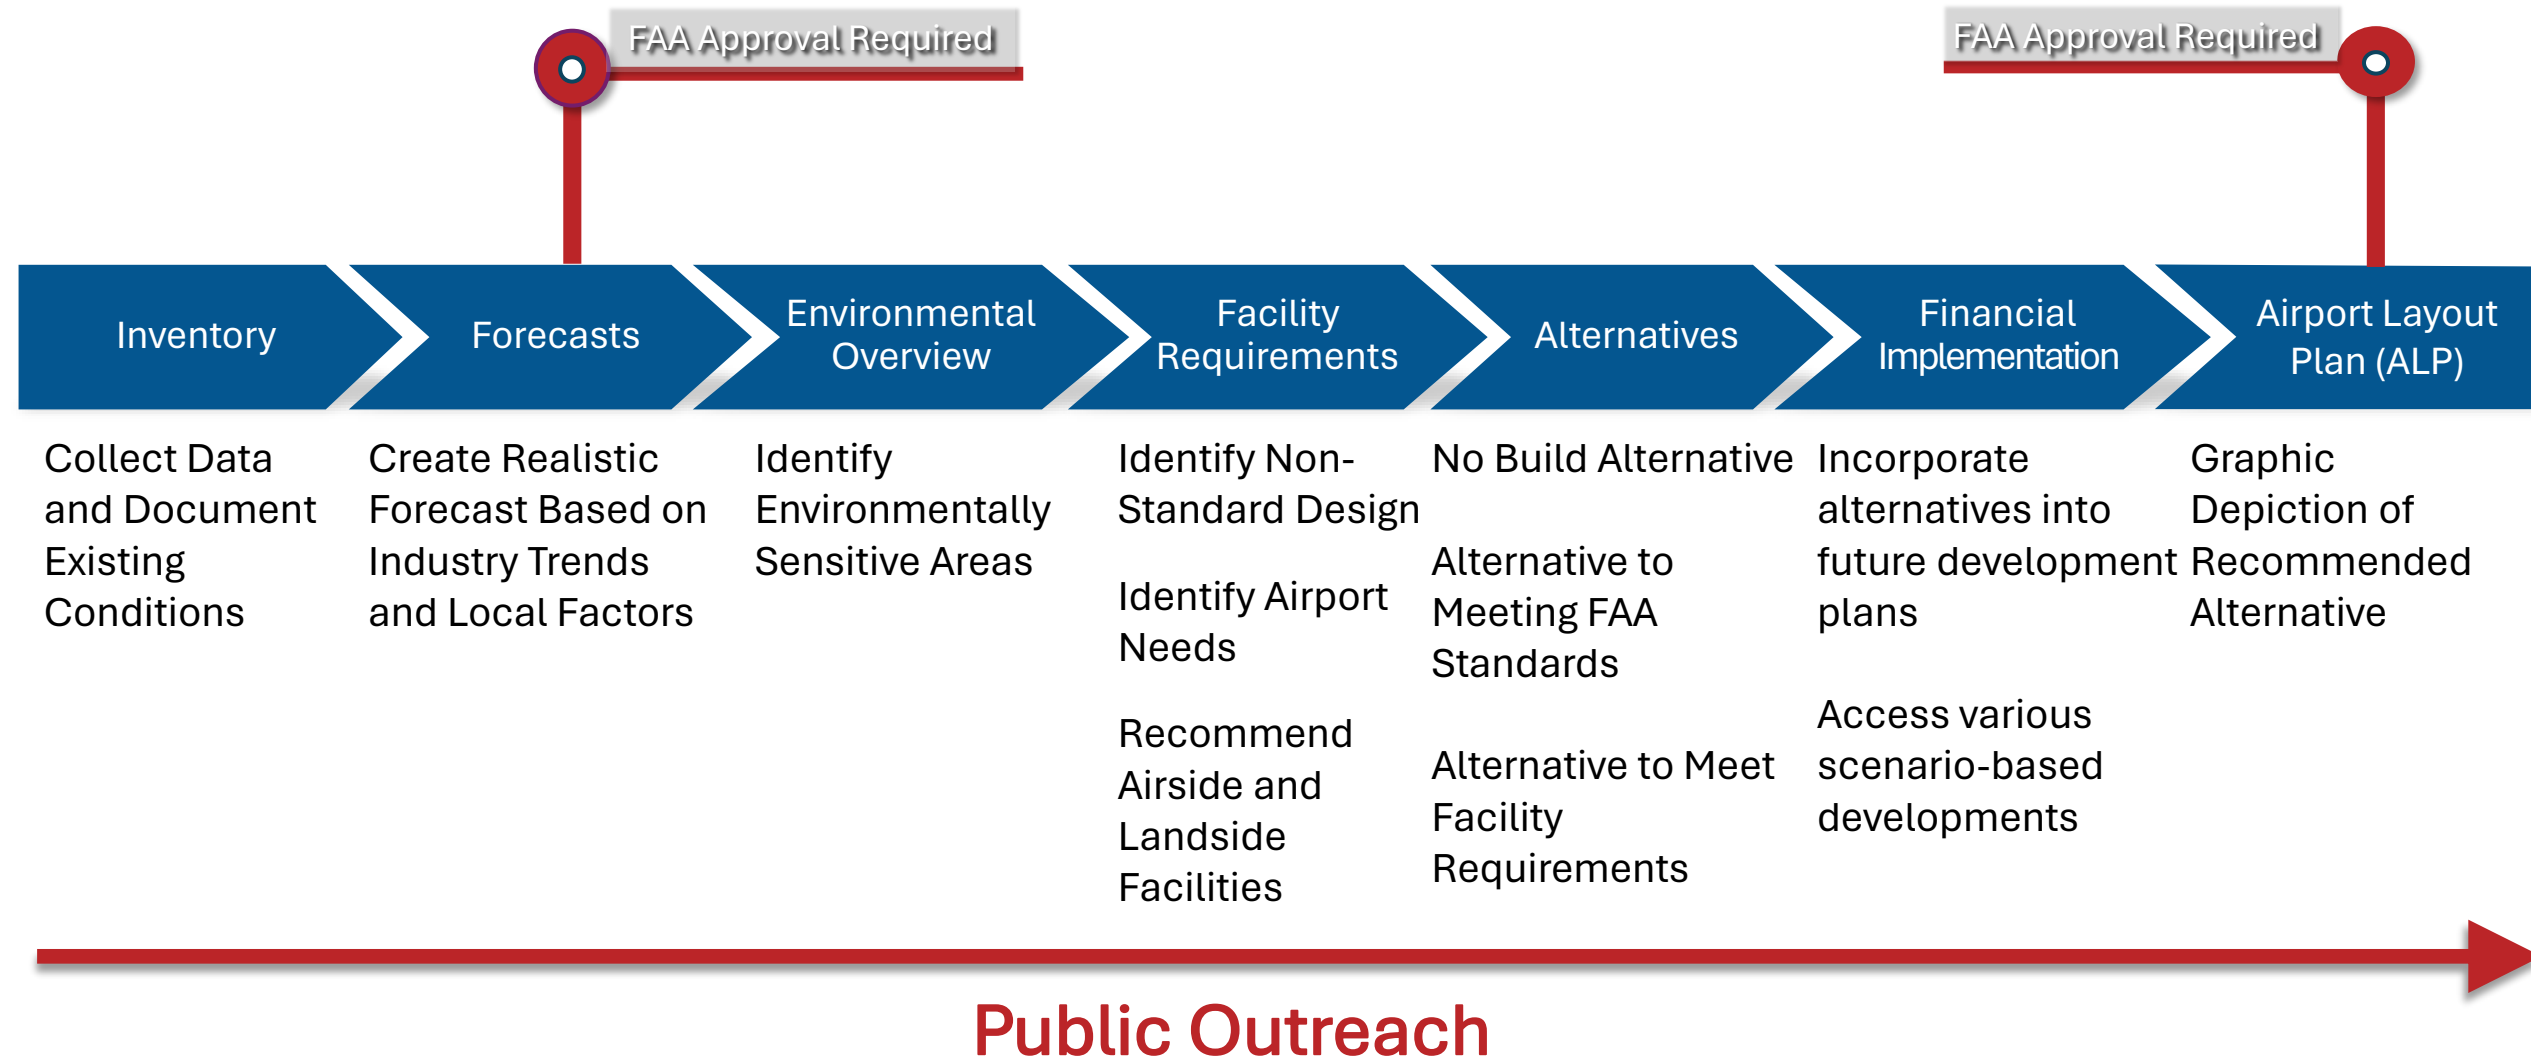 FAA Approval Required
FAA Approval Required
Inventory
Forecasts
Environmental
Overview
Facility
Requirements
Alternatives
Financial
Implementation
Airport Layout
Plan (ALP)
Collect Data
and Document
Existing
Conditions
Create Realistic
Forecast Based on
Industry Trends
and Local Factors
Identify
Environmentally
Sensitive Areas
Identify Non-
Standard Design
Identify Airport
Needs
Recommend
Airside and
Landside
Facilities
No Build Alternative
Alternative to
Meeting FAA
Standards
Alternative to Meet
Facility
Requirements
Incorporate
alternatives into
future development
plans
Access various
scenario-based
developments
Graphic
Depiction of
Recommended
Alternative
Public Outreach